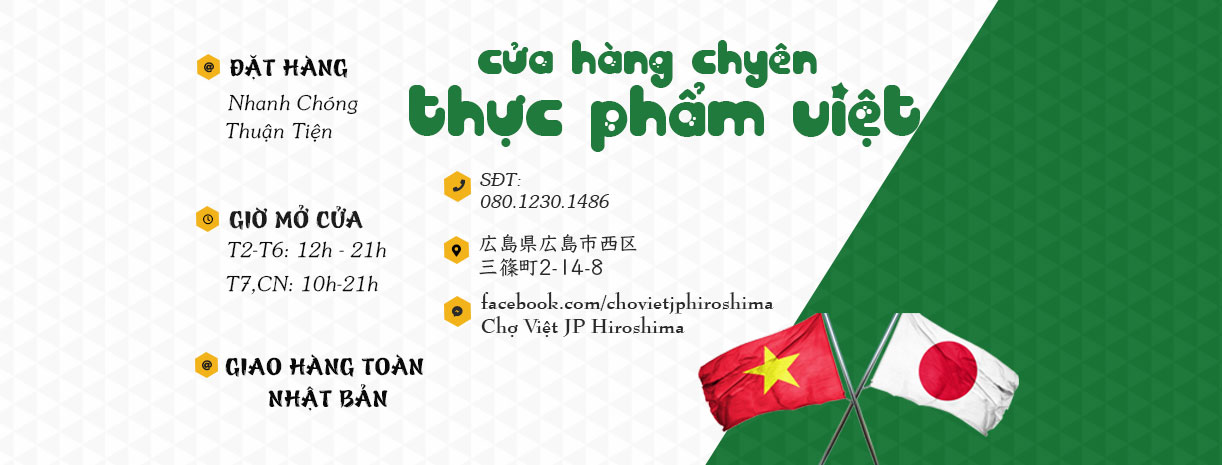 cửa hàng chyên
thực phẩm việt
ĐẶT HÀNG
Nhanh Chóng
Thuận Tiện
GIỜ MỞ CỬA
T2-T6: 12h - 21h
T7,CN: 10h-21h
GIAO HÀNG TOÀN
NHẬT BẢN
SĐT:
080.1230.1486
広島県広島市西区
三篠町2-14-8
facebook.com/chovietjphiroshima
Chợ Việt JP Hiroshima